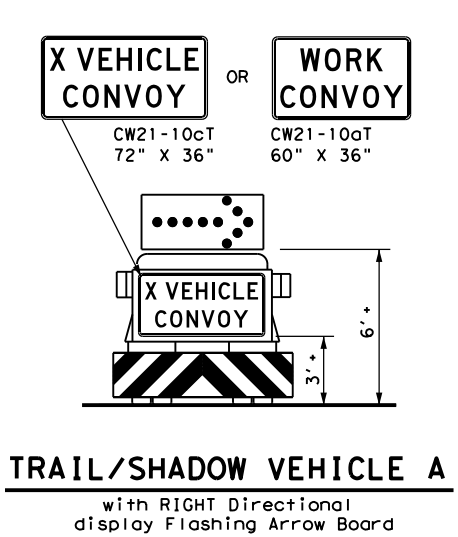 X VEHICLE
CONVOY
OR
WORK
CONVOY
CW21-10cT
72" X 36"
CW21-10aT
60" X 36"
X VEHICLE
CONVOY
6' +
3' +
TRAIL/SHADOW VEHICLE A
with RIGHT Directional
display Flashing Arrow Board